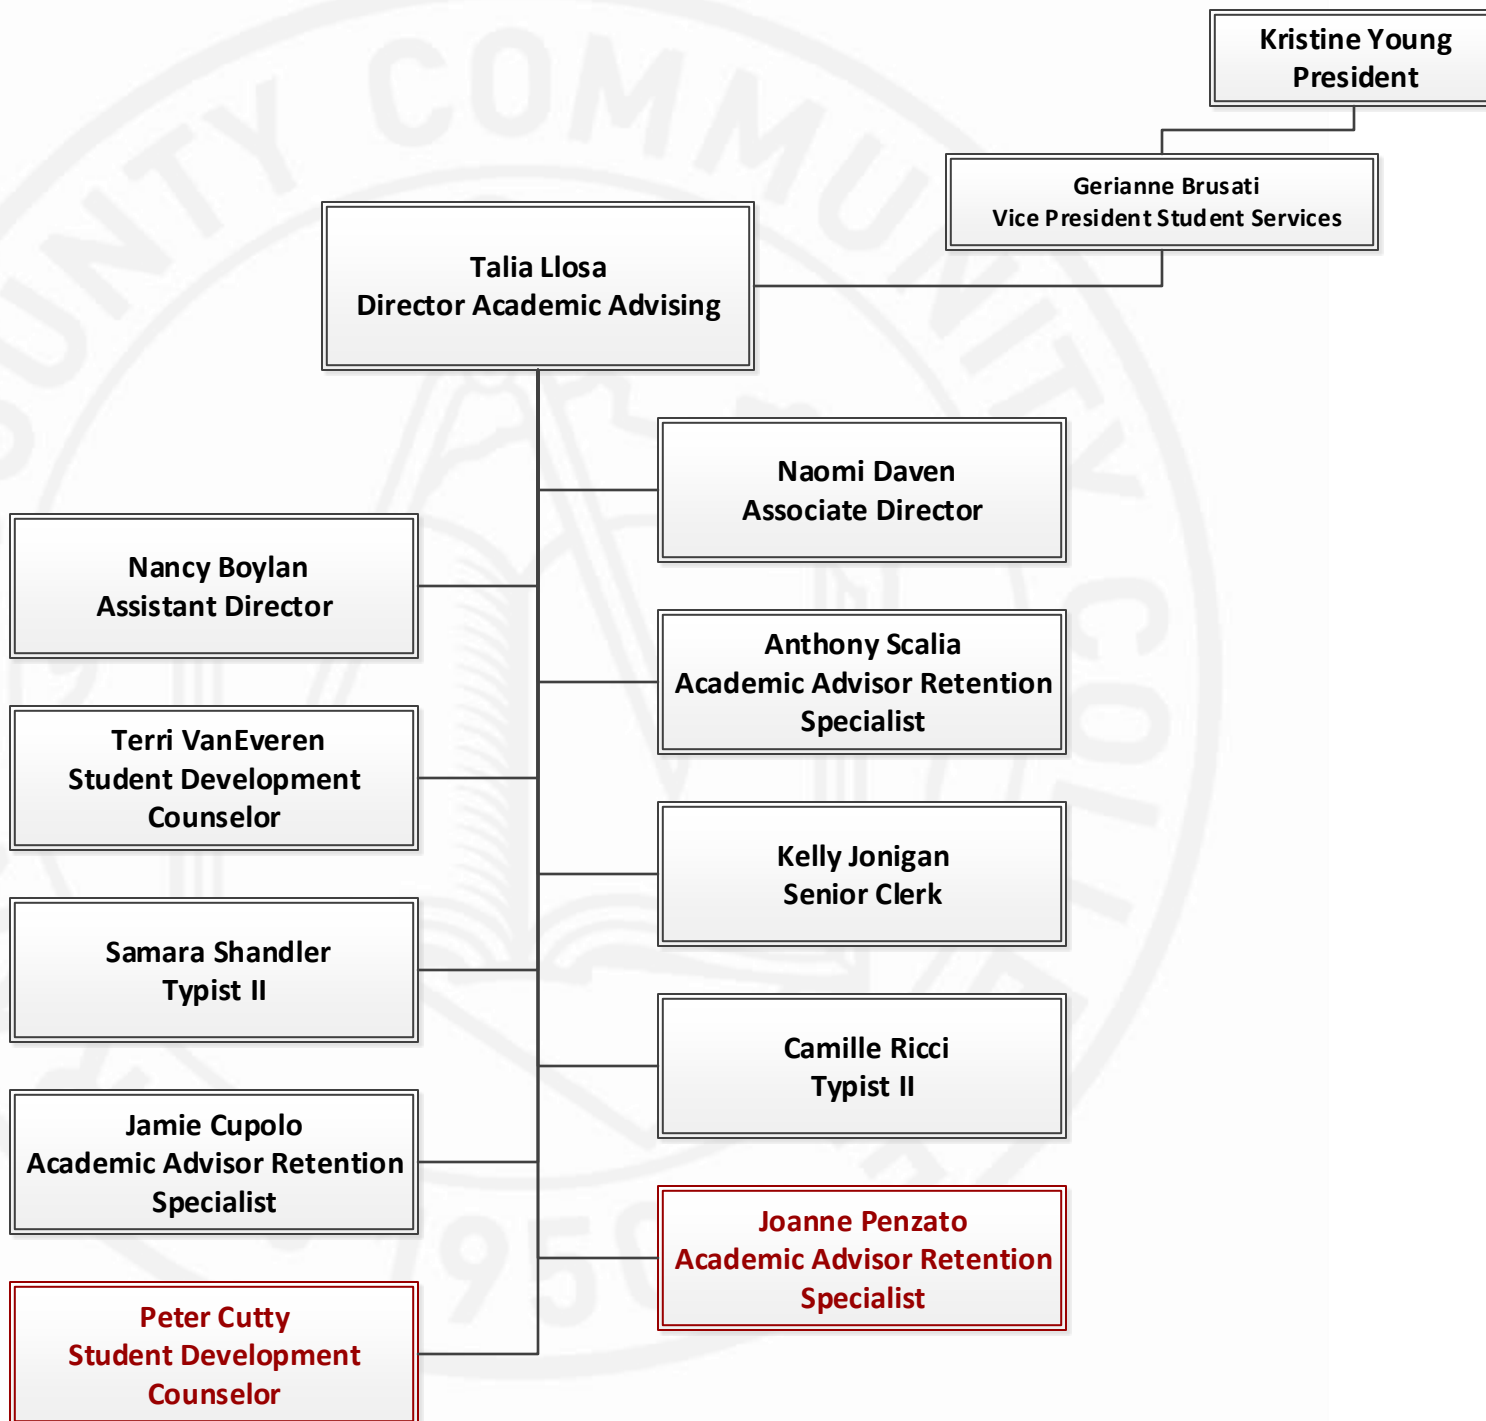 Kristine Young
President
Gerianne Brusati
Vice President Student Services
Talia Llosa
Director Academic Advising
Naomi Daven
Associate Director
Nancy Boylan
Assistant Director
Anthony Scalia
Academic Advisor Retention
Specialist
Terri VanEveren
Student Development
Counselor
Kelly Jonigan
Senior Clerk
Samara Shandler
Typist II
Camille Ricci
Typist II
Jamie Cupolo
Academic Advisor Retention
Specialist
Joanne Penzato
Academic Advisor Retention
Specialist
Peter Cutty
Student Development
Counselor
COMMUNITY
1950